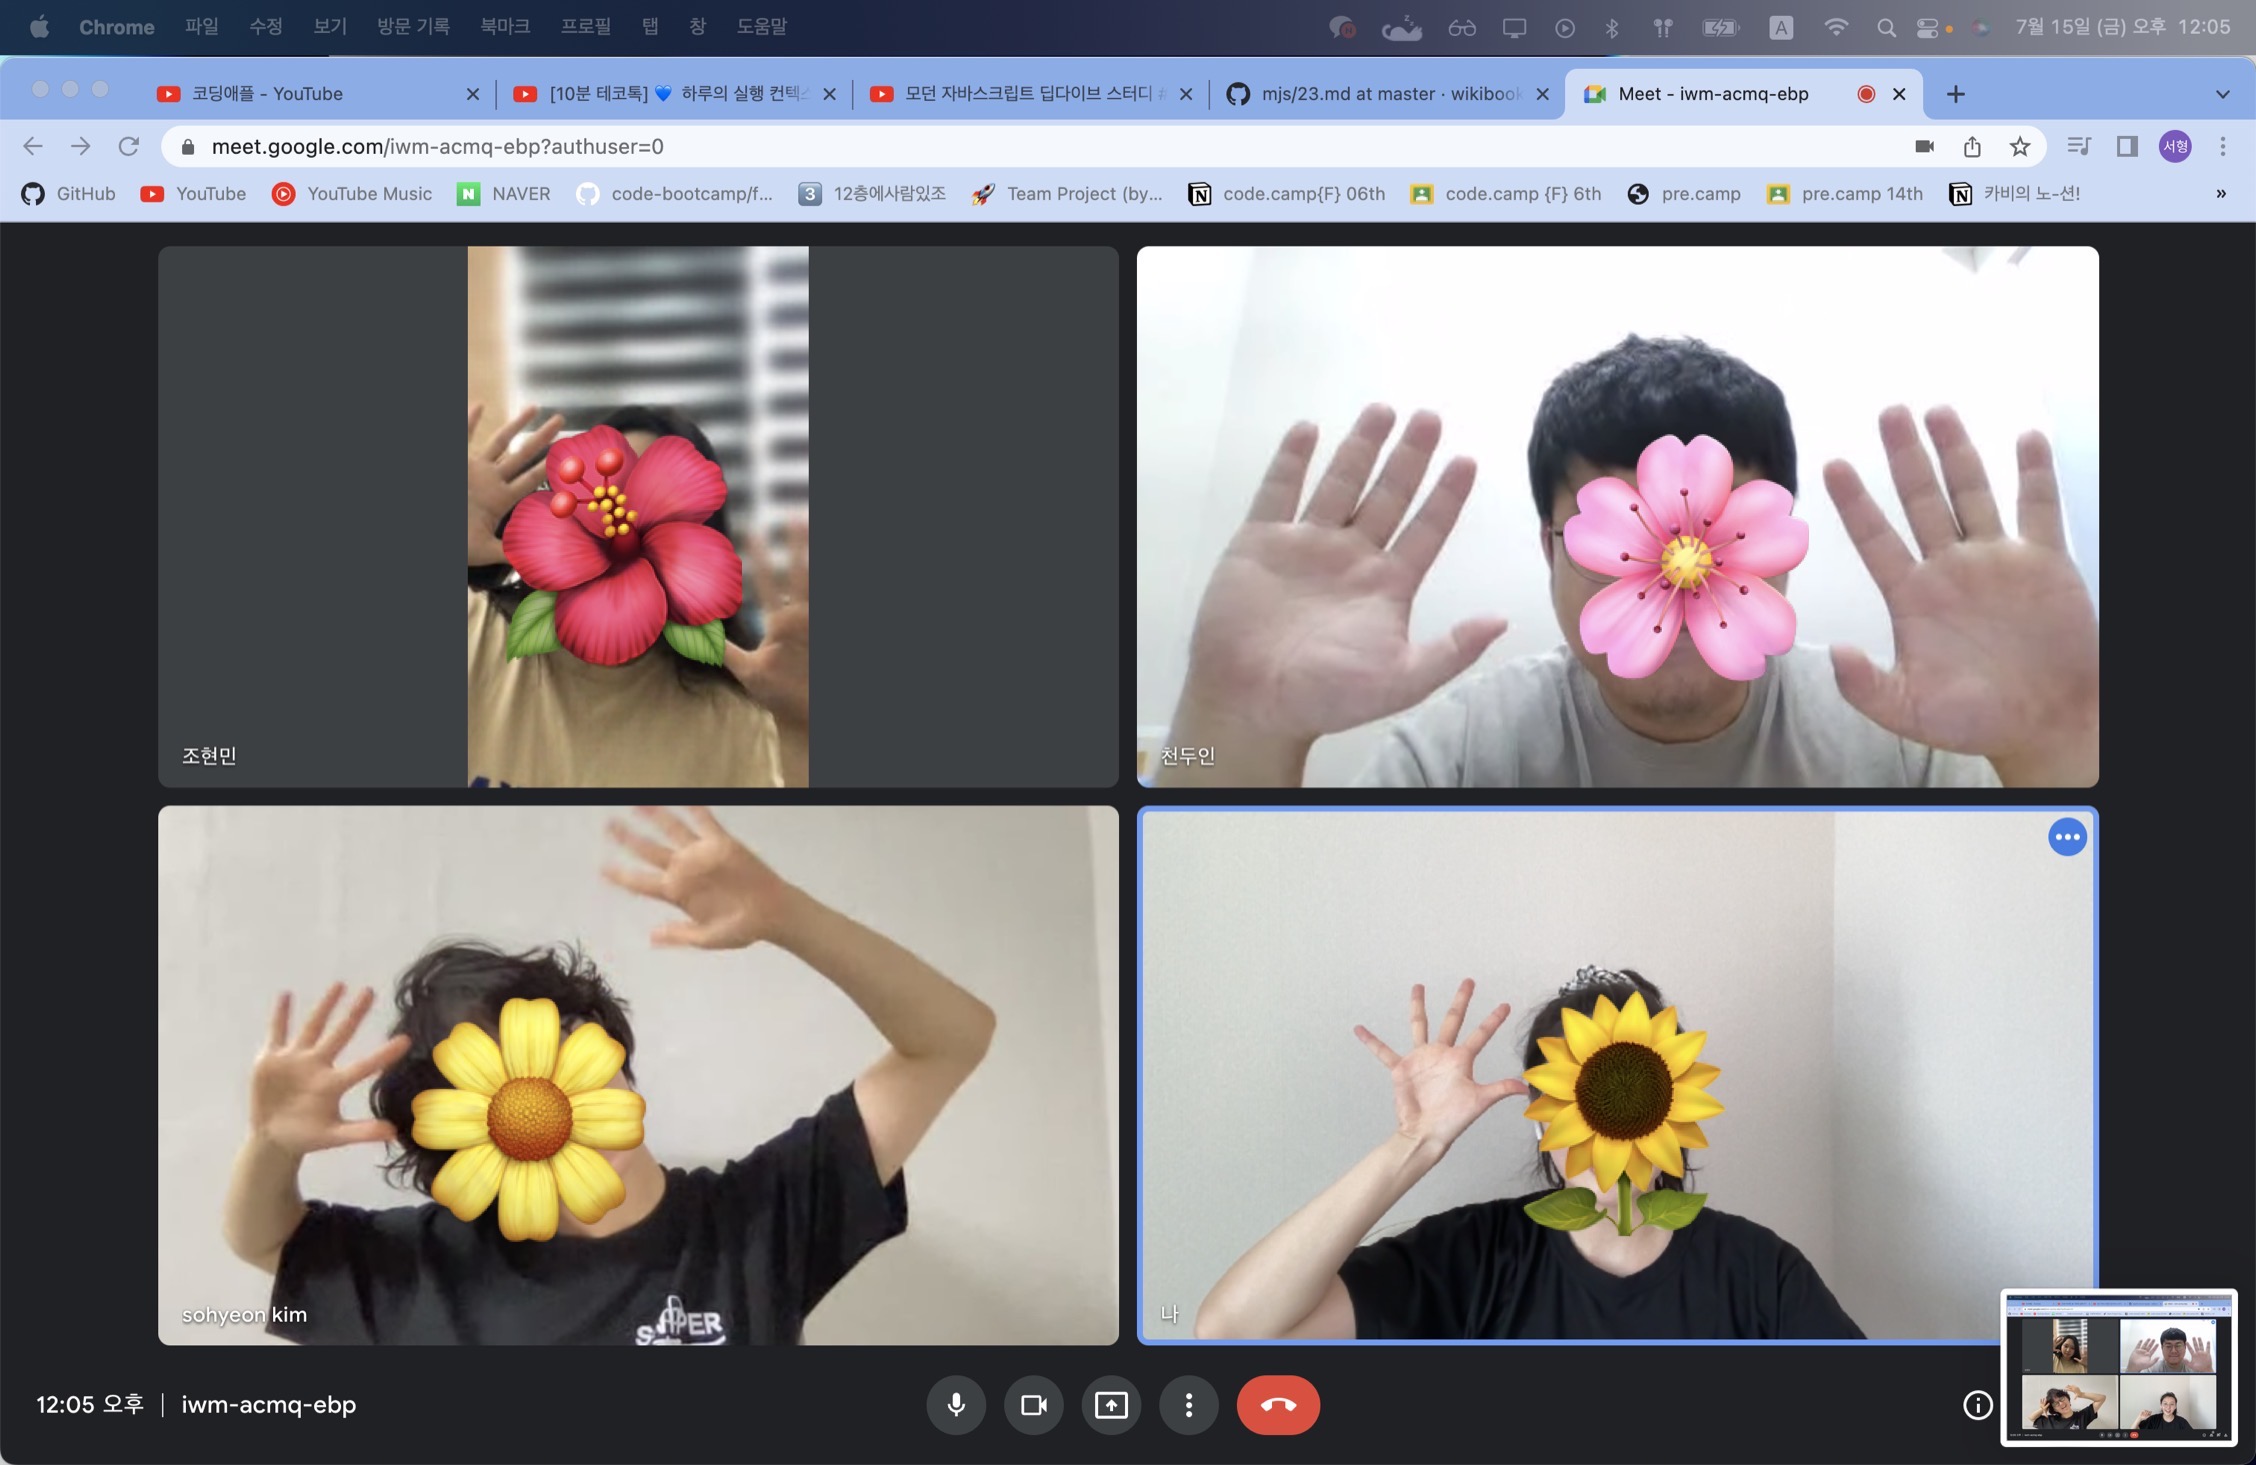 Chrome 파일 수정 보기 방문 기록 북마크 프로필 탭 창 도움말 A 7월 15일 (금) 오후 12:05
코딩애플 - YouTube [10분 테코톡] 💙 하루의 실행 컨텍스 모던 자바스크립트 딥다이브 스터디 # mjs/23.md at master · wikibook Meet - iwm-acmq-ebp
meet.google.com/iwm-acmq-ebp?authuser=0 서형
GitHub YouTube YouTube Music N NAVER code-bootcamp/f... 3 12층에사람있조 Team Project (by... code.camp{F} 06th code.camp {F} 6th pre.camp pre.camp 14th 카비의 노-션! »
조현민
천두인
sohyeon kim
나
12:05 오후 | iwm-acmq-ebp